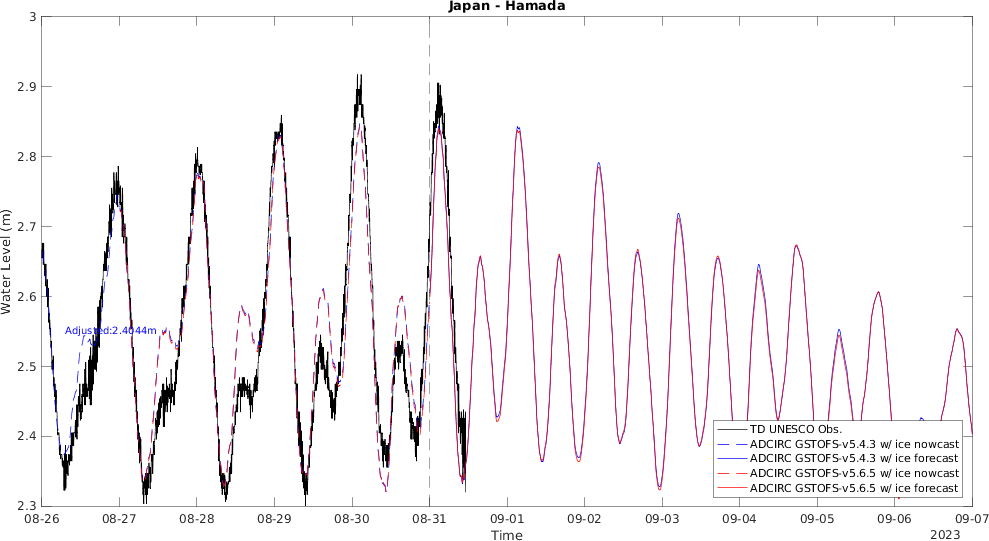 Japan - Hamada
3
2.9
2.8
2.7
2.6
2.5
2.4
2.3
Water Level (m)
Adjusted:2.4044m
TD UNESCO Obs.
ADCIRC GSTOFS-v5.4.3 w/ ice nowcast
ADCIRC GSTOFS-v5.4.3 w/ ice forecast
ADCIRC GSTOFS-v5.6.5 w/ ice nowcast
ADCIRC GSTOFS-v5.6.5 w/ ice forecast
08-26 08-27 08-28 08-29 08-30 08-31 09-01 09-02 09-03 09-04 09-05 09-06 09-07
Time
2023